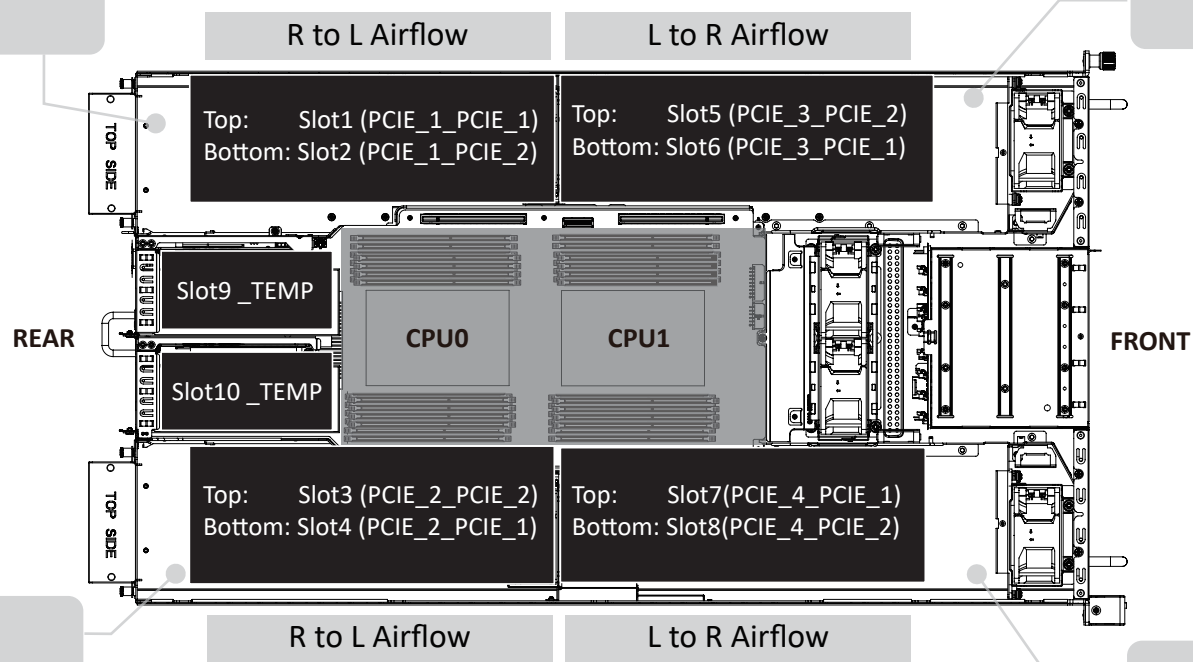 R to L Airflow
L to R Airflow
Top: Slot1 (PCIE_1_PCIE_1)
Bottom: Slot2 (PCIE_1_PCIE_2)
Top: Slot5 (PCIE_3_PCIE_2)
Bottom: Slot6 (PCIE_3_PCIE_1)
TOP SIDE
Slot9 _TEMP
REAR
CPU0
CPU1
FRONT
Slot10 _TEMP
TOP SIDE
Top: Slot3 (PCIE_2_PCIE_2)
Bottom: Slot4 (PCIE_2_PCIE_1)
Top: Slot7(PCIE_4_PCIE_1)
Bottom: Slot8(PCIE_4_PCIE_2)
R to L Airflow
L to R Airflow